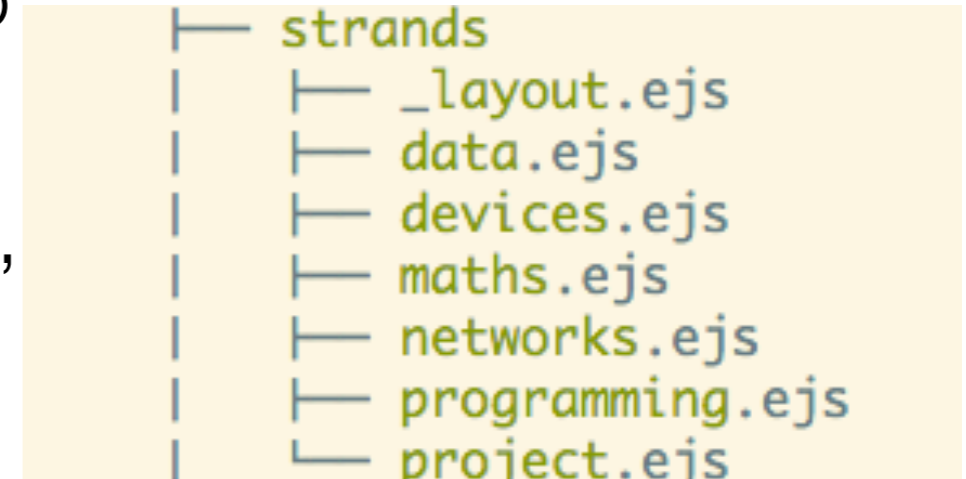 ├── strands
│   ├── _layout.ejs
│   ├── data.ejs
│   ├── devices.ejs
│   ├── maths.ejs
,
│   ├── networks.ejs
│   ├── programming.ejs
│   └── project.ejs